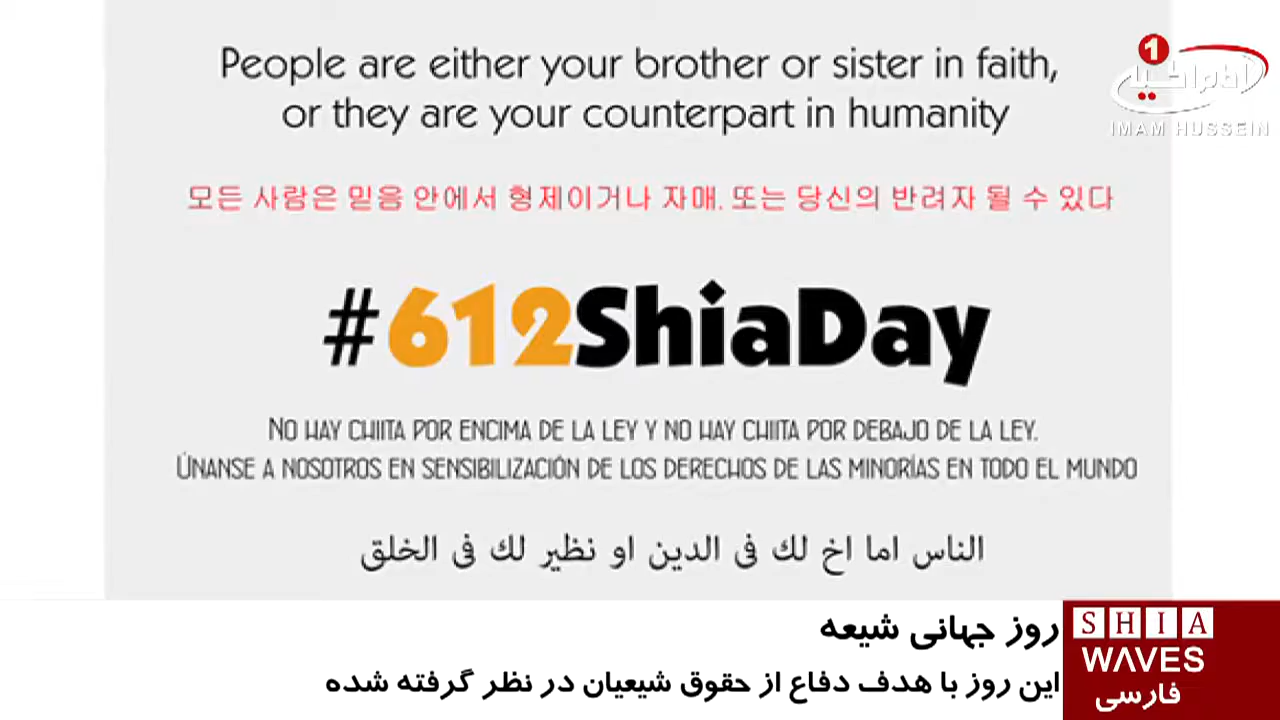 People are either your brother or sister in faith,
or they are your counterpart in humanity
모든 사람은 믿음 안에서 형제이거나 자매. 또는 당신의 반려자 될 수 있다
#612ShiaDay
NO HAY CHIITA POR ENCIMA DE LA LEY Y NO HAY CHIITA POR DEBAJO DE LA LEY.
ÚNANSE A NOSOTROS EN SENSIBILIZACIÓN DE LOS DERECHOS DE LAS MINORÍAS EN TODO EL MUNDO
الناس اما اخ لك فی الدین او نظیر لك فی الخلق
1
IMAM HUSSEIN
روز جهانی شیعه
این روز با هدف دفاع از حقوق شیعیان در نظر گرفته شده
SHIA
WAVES
فارسی